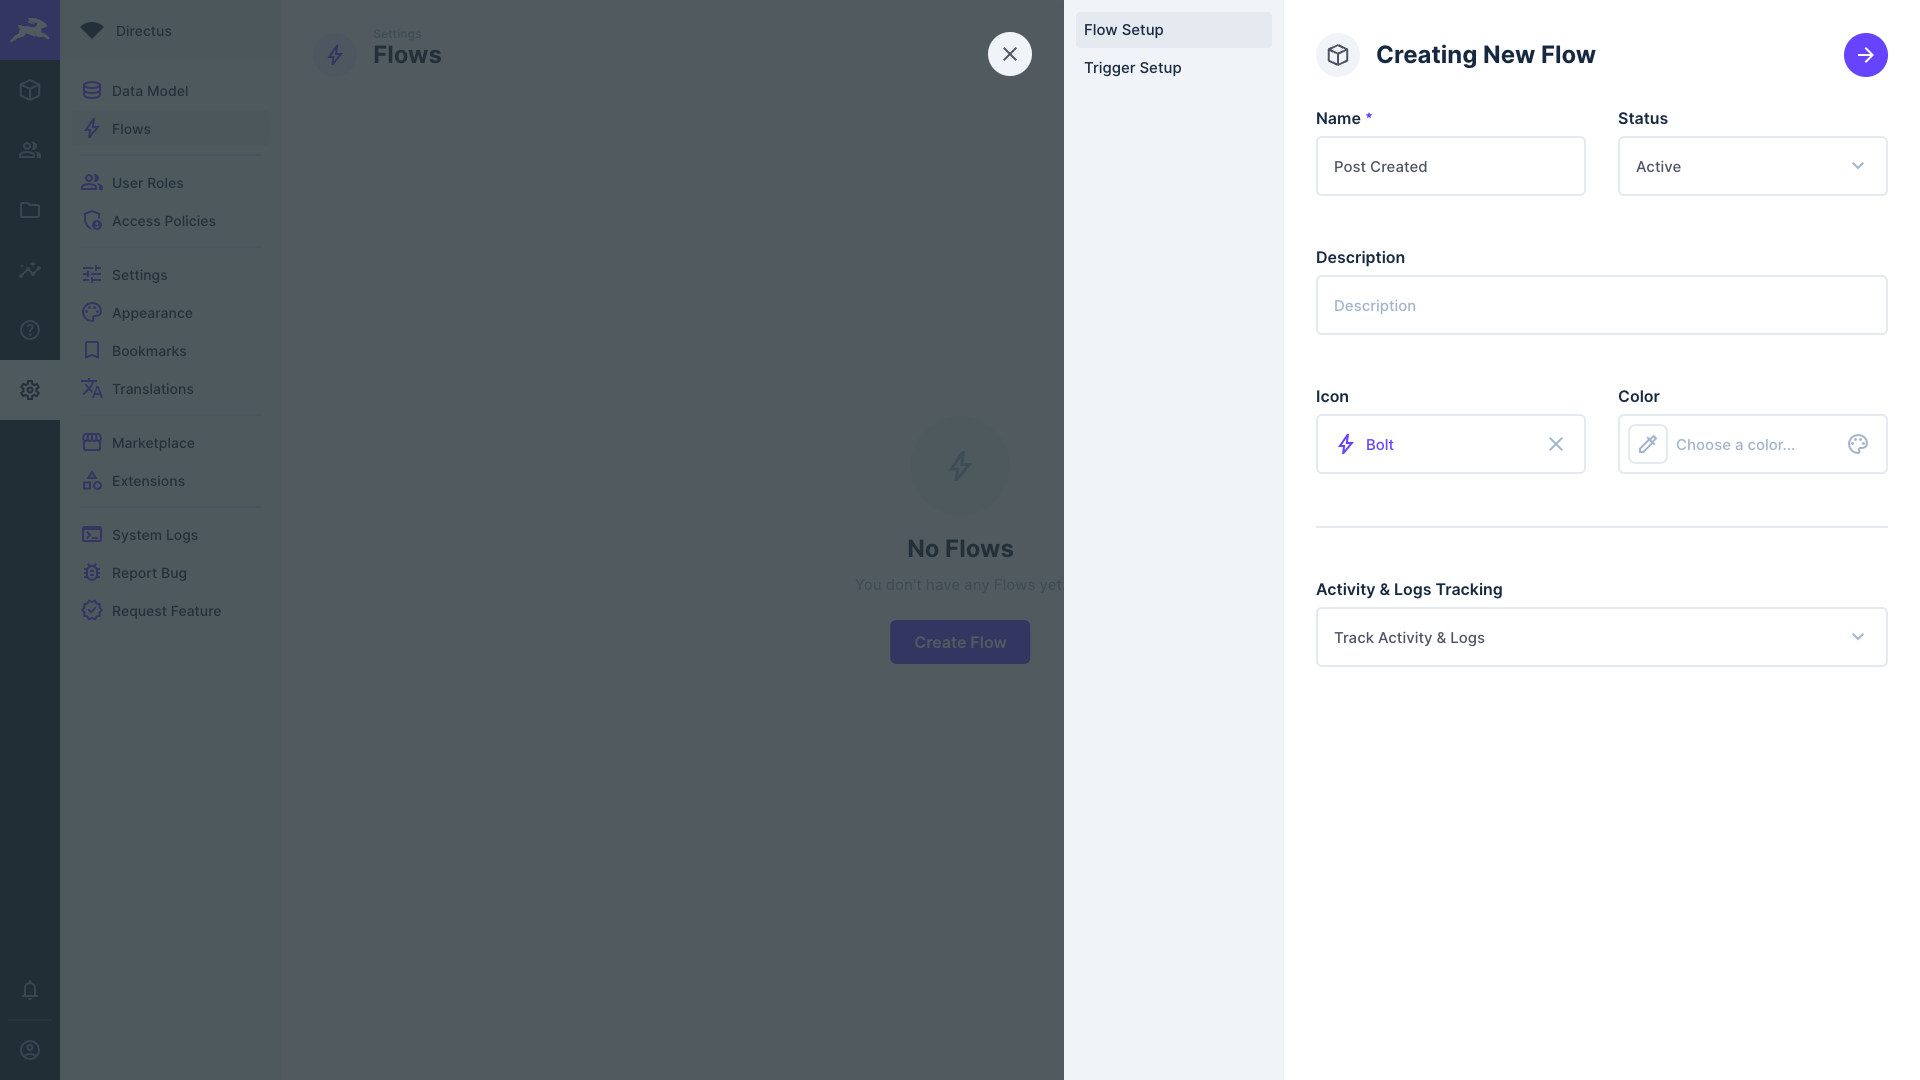 Directus
Data Model
Flows
User Roles
Access Policies
Settings
Appearance
Bookmarks
Translations
Marketplace
Extensions
System Logs
Report Bug
Request Feature
Settings
Flows
No Flows
You don't have any Flows yet
Create Flow
Flow Setup
Trigger Setup
Creating New Flow
Name *
Post Created
Status
Active
Description
Description
Icon
Bolt
Color
Choose a color...
Activity & Logs Tracking
Track Activity & Logs